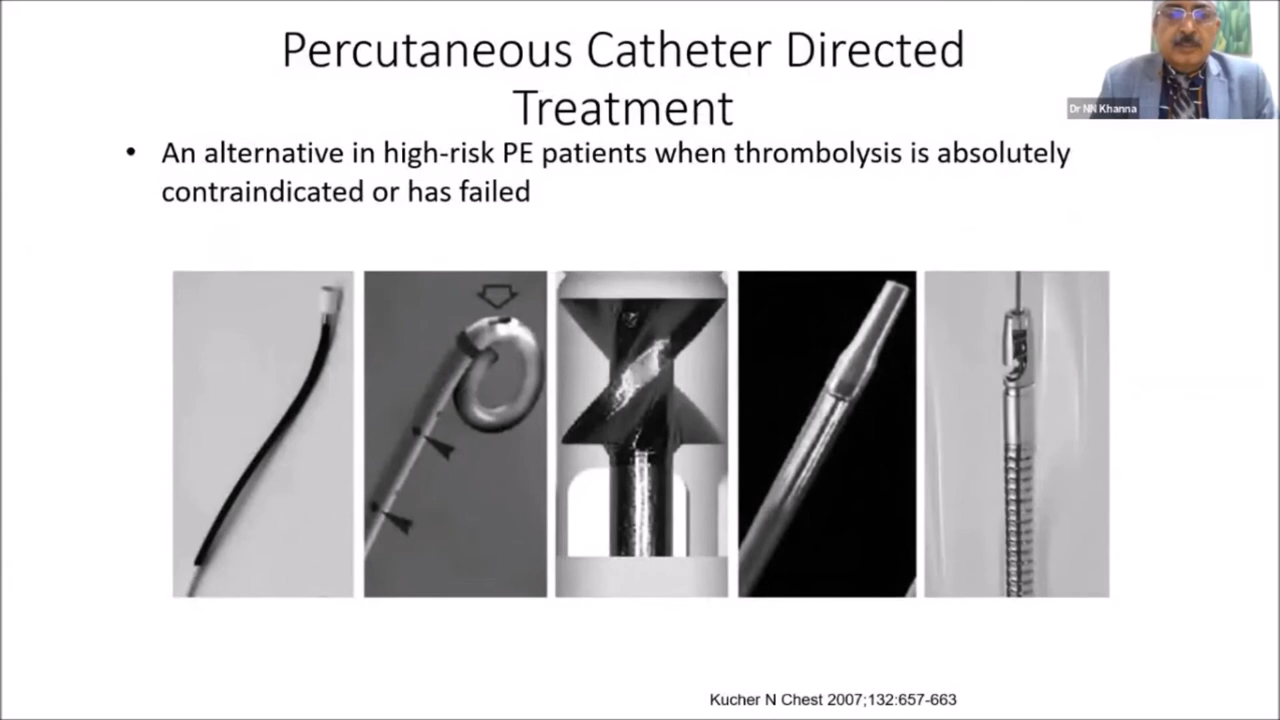 Percutaneous Catheter Directed
Treatment
Dr NN Khanna
• An alternative in high-risk PE patients when thrombolysis is absolutely
contraindicated or has failed
Kucher N Chest 2007;132:657-663